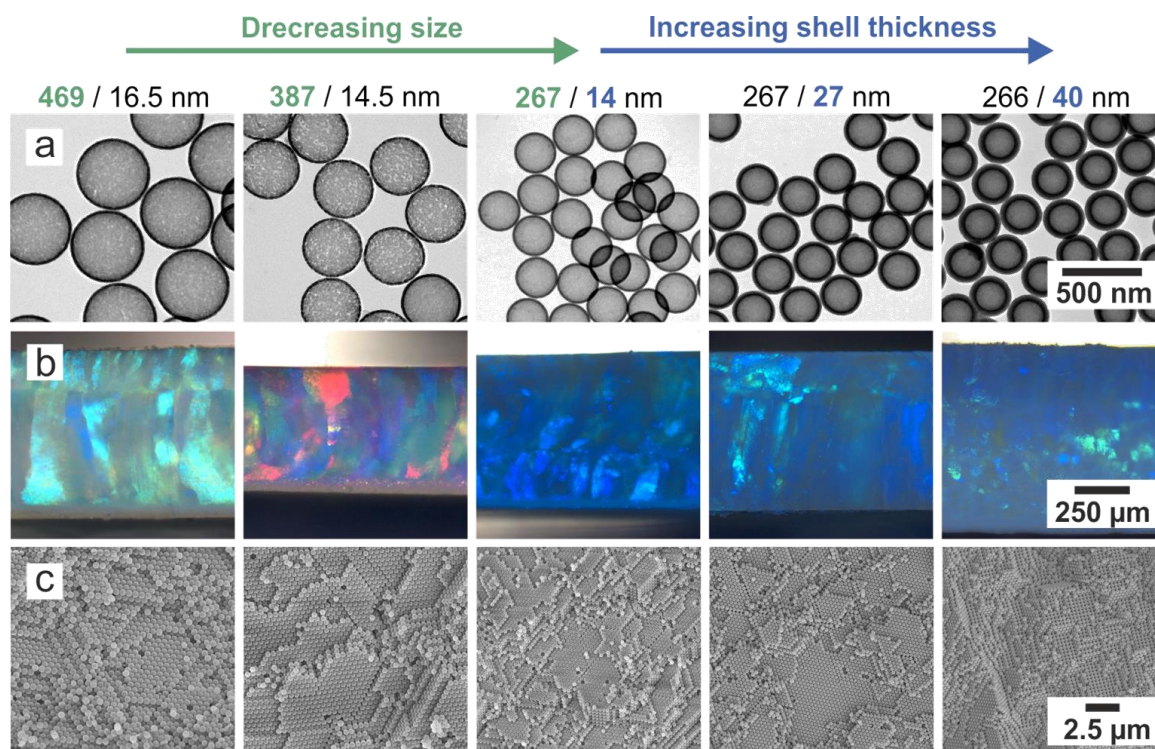 Drecreasing size
Increasing shell thickness
469 / 16.5 nm
387 / 14.5 nm
267 / 14 nm
267 / 27 nm
266 / 40 nm
a
500 nm
b
250 µm
c
2.5 µm